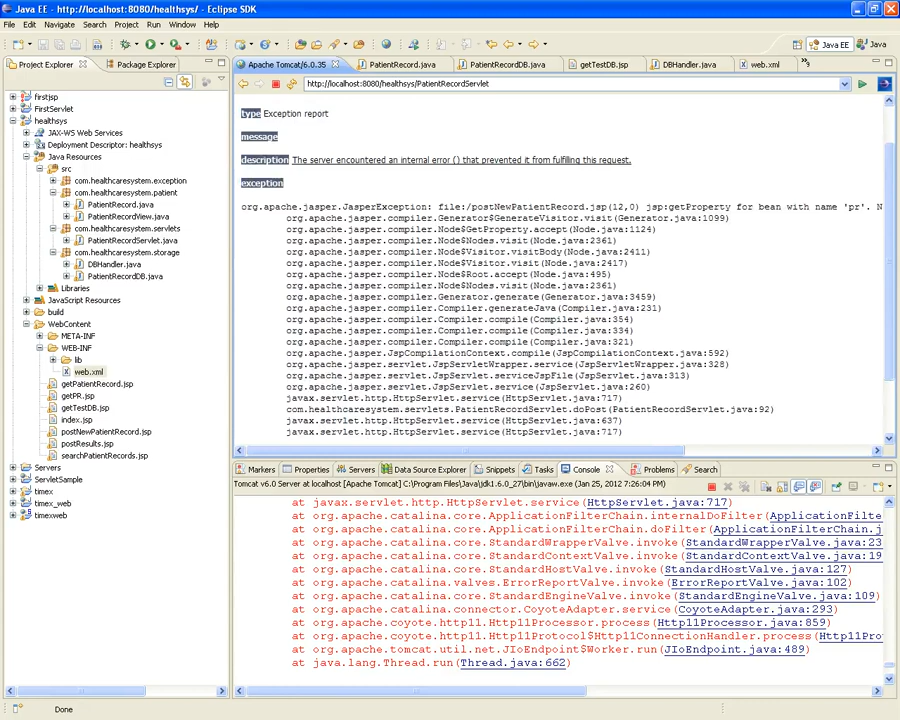 Java EE - http://localhost:8080/healthsys/ - Eclipse SDK
File Edit Navigate Search Project Run Window Help
Java EE Java
Project Explorer Package Explorer
firstjsp
FirstServlet
healthsys
JAX-WS Web Services
Deployment Descriptor: healthsys
Java Resources
src
com.healthcaresystem.exception
com.healthcaresystem.patient
PatientRecord.java
PatientRecordView.java
com.healthcaresystem.servlets
PatientRecordServlet.java
com.healthcaresystem.storage
DBHandler.java
PatientRecordDB.java
Libraries
JavaScript Resources
build
WebContent
META-INF
WEB-INF
lib
web.xml
getPatientRecord.jsp
getPR.jsp
getTestDB.jsp
index.jsp
postNewPatientRecord.jsp
postResults.jsp
searchPatientRecords.jsp
Servers
ServletSample
timex
timex_web
timexweb
Apache Tomcat/6.0.35 PatientRecord.java PatientRecordDB.java getTestDB.jsp DBHandler.java web.xml
http://localhost:8080/healthsys/PatientRecordServlet
type Exception report
message
description The server encountered an internal error () that prevented it from fulfilling this request.
exception
org.apache.jasper.JasperException: file:/postNewPatientRecord.jsp(12,0) jsp:getProperty for bean with name 'pr'. N
org.apache.jasper.compiler.Generator$GenerateVisitor.visit(Generator.java:1099)
org.apache.jasper.compiler.Node$GetProperty.accept(Node.java:1124)
org.apache.jasper.compiler.Node$Nodes.visit(Node.java:2361)
org.apache.jasper.compiler.Node$Visitor.visitBody(Node.java:2411)
org.apache.jasper.compiler.Node$Visitor.visit(Node.java:2417)
org.apache.jasper.compiler.Node$Root.accept(Node.java:495)
org.apache.jasper.compiler.Node$Nodes.visit(Node.java:2361)
org.apache.jasper.compiler.Generator.generate(Generator.java:3459)
org.apache.jasper.compiler.Compiler.generateJava(Compiler.java:231)
org.apache.jasper.compiler.Compiler.compile(Compiler.java:354)
org.apache.jasper.compiler.Compiler.compile(Compiler.java:334)
org.apache.jasper.compiler.Compiler.compile(Compiler.java:321)
org.apache.jasper.JspCompilationContext.compile(JspCompilationContext.java:592)
org.apache.jasper.servlet.JspServletWrapper.service(JspServletWrapper.java:328)
org.apache.jasper.servlet.JspServlet.serviceJspFile(JspServlet.java:313)
org.apache.jasper.servlet.JspServlet.service(JspServlet.java:260)
javax.servlet.http.HttpServlet.service(HttpServlet.java:717)
com.healthcaresystem.servlets.PatientRecordServlet.doPost(PatientRecordServlet.java:92)
javax.servlet.http.HttpServlet.service(HttpServlet.java:637)
javax.servlet.http.HttpServlet.service(HttpServlet.java:717)
Markers Properties Servers Data Source Explorer Snippets Tasks Console Problems Search
Tomcat v6.0 Server at localhost [Apache Tomcat] C:\Program Files\Java\jdk1.6.0_27\bin\javaw.exe (Jan 25, 2012 7:26:04 PM)
at javax.servlet.http.HttpServlet.service(HttpServlet.java:717)
at org.apache.catalina.core.ApplicationFilterChain.internalDoFilter(ApplicationFilte
at org.apache.catalina.core.ApplicationFilterChain.doFilter(ApplicationFilterChain.j
at org.apache.catalina.core.StandardWrapperValve.invoke(StandardWrapperValve.java:23
at org.apache.catalina.core.StandardContextValve.invoke(StandardContextValve.java:19
at org.apache.catalina.core.StandardHostValve.invoke(StandardHostValve.java:127)
at org.apache.catalina.valves.ErrorReportValve.invoke(ErrorReportValve.java:102)
at org.apache.catalina.core.StandardEngineValve.invoke(StandardEngineValve.java:109)
at org.apache.catalina.connector.CoyoteAdapter.service(CoyoteAdapter.java:293)
at org.apache.coyote.http11.Http11Processor.process(Http11Processor.java:859)
at org.apache.coyote.http11.Http11Protocol$Http11ConnectionHandler.process(Http11Pro
at org.apache.tomcat.util.net.JIoEndpoint$Worker.run(JIoEndpoint.java:489)
at java.lang.Thread.run(Thread.java:662)
Done